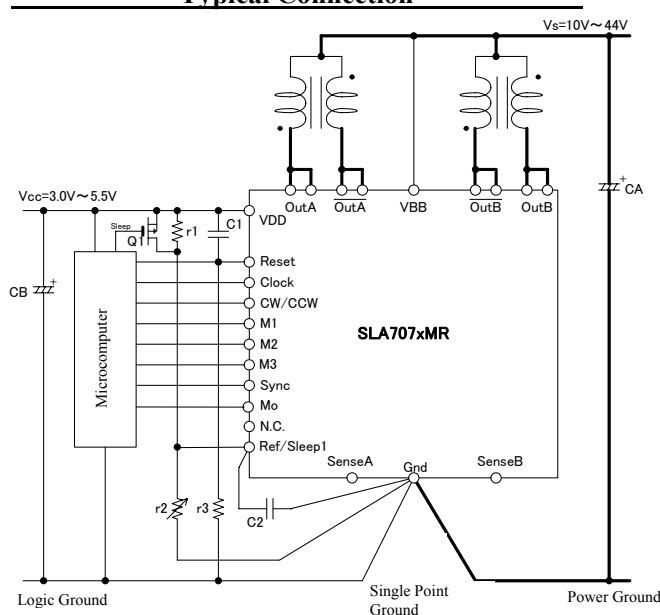 Typical Connection
Vs=10V～44V
CA
+
Vcc=3.0V～5.5V
OutA
OutA
VBB
OutB
OutB
Sleep
Q1
r1
C1
VDD
CB
+
Reset
Clock
CW/CCW
M1
M2
M3
Sync
Mo
N.C.
Ref/Sleep1
Microcomputer
SLA707xMR
SenseA
Gnd
SenseB
r2
r3
C2
Logic Ground
Single Point
Ground
Power Ground